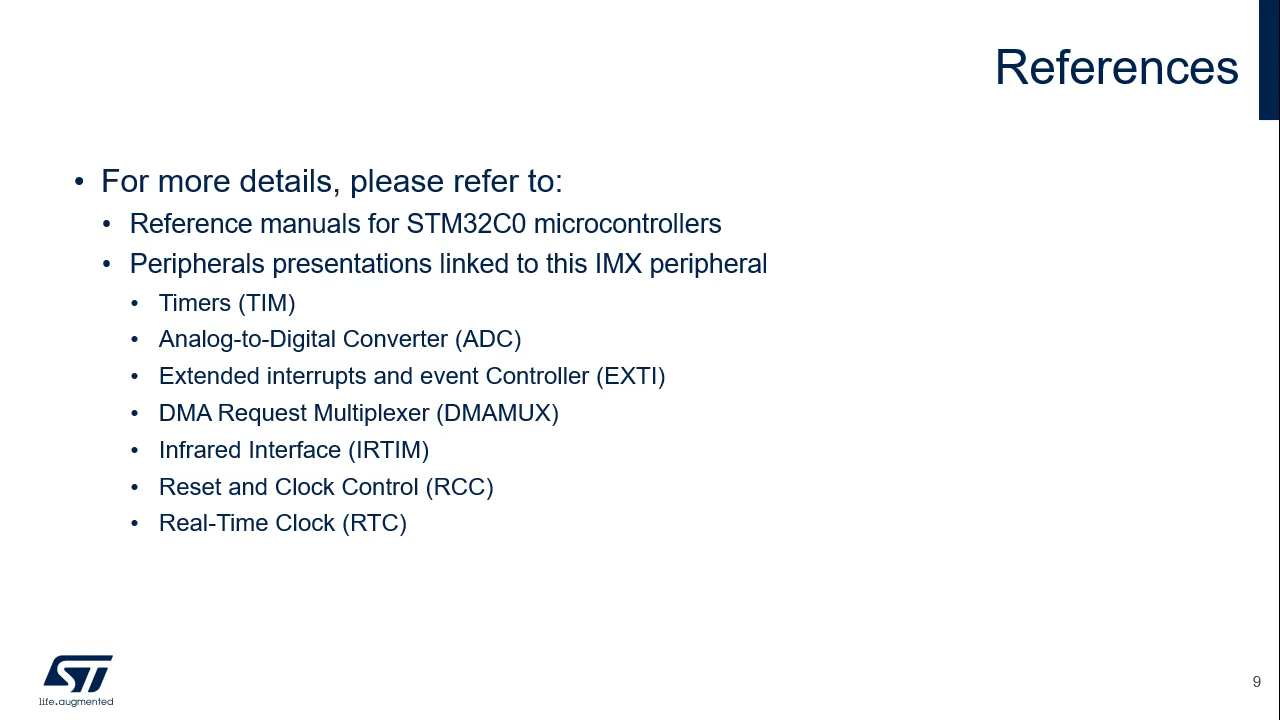 References
• For more details, please refer to:
• Reference manuals for STM32C0 microcontrollers
• Peripherals presentations linked to this IMX peripheral
• Timers (TIM)
• Analog-to-Digital Converter (ADC)
• Extended interrupts and event Controller (EXTI)
• DMA Request Multiplexer (DMAMUX)
• Infrared Interface (IRTIM)
• Reset and Clock Control (RCC)
• Real-Time Clock (RTC)
ST
life.augmented
9